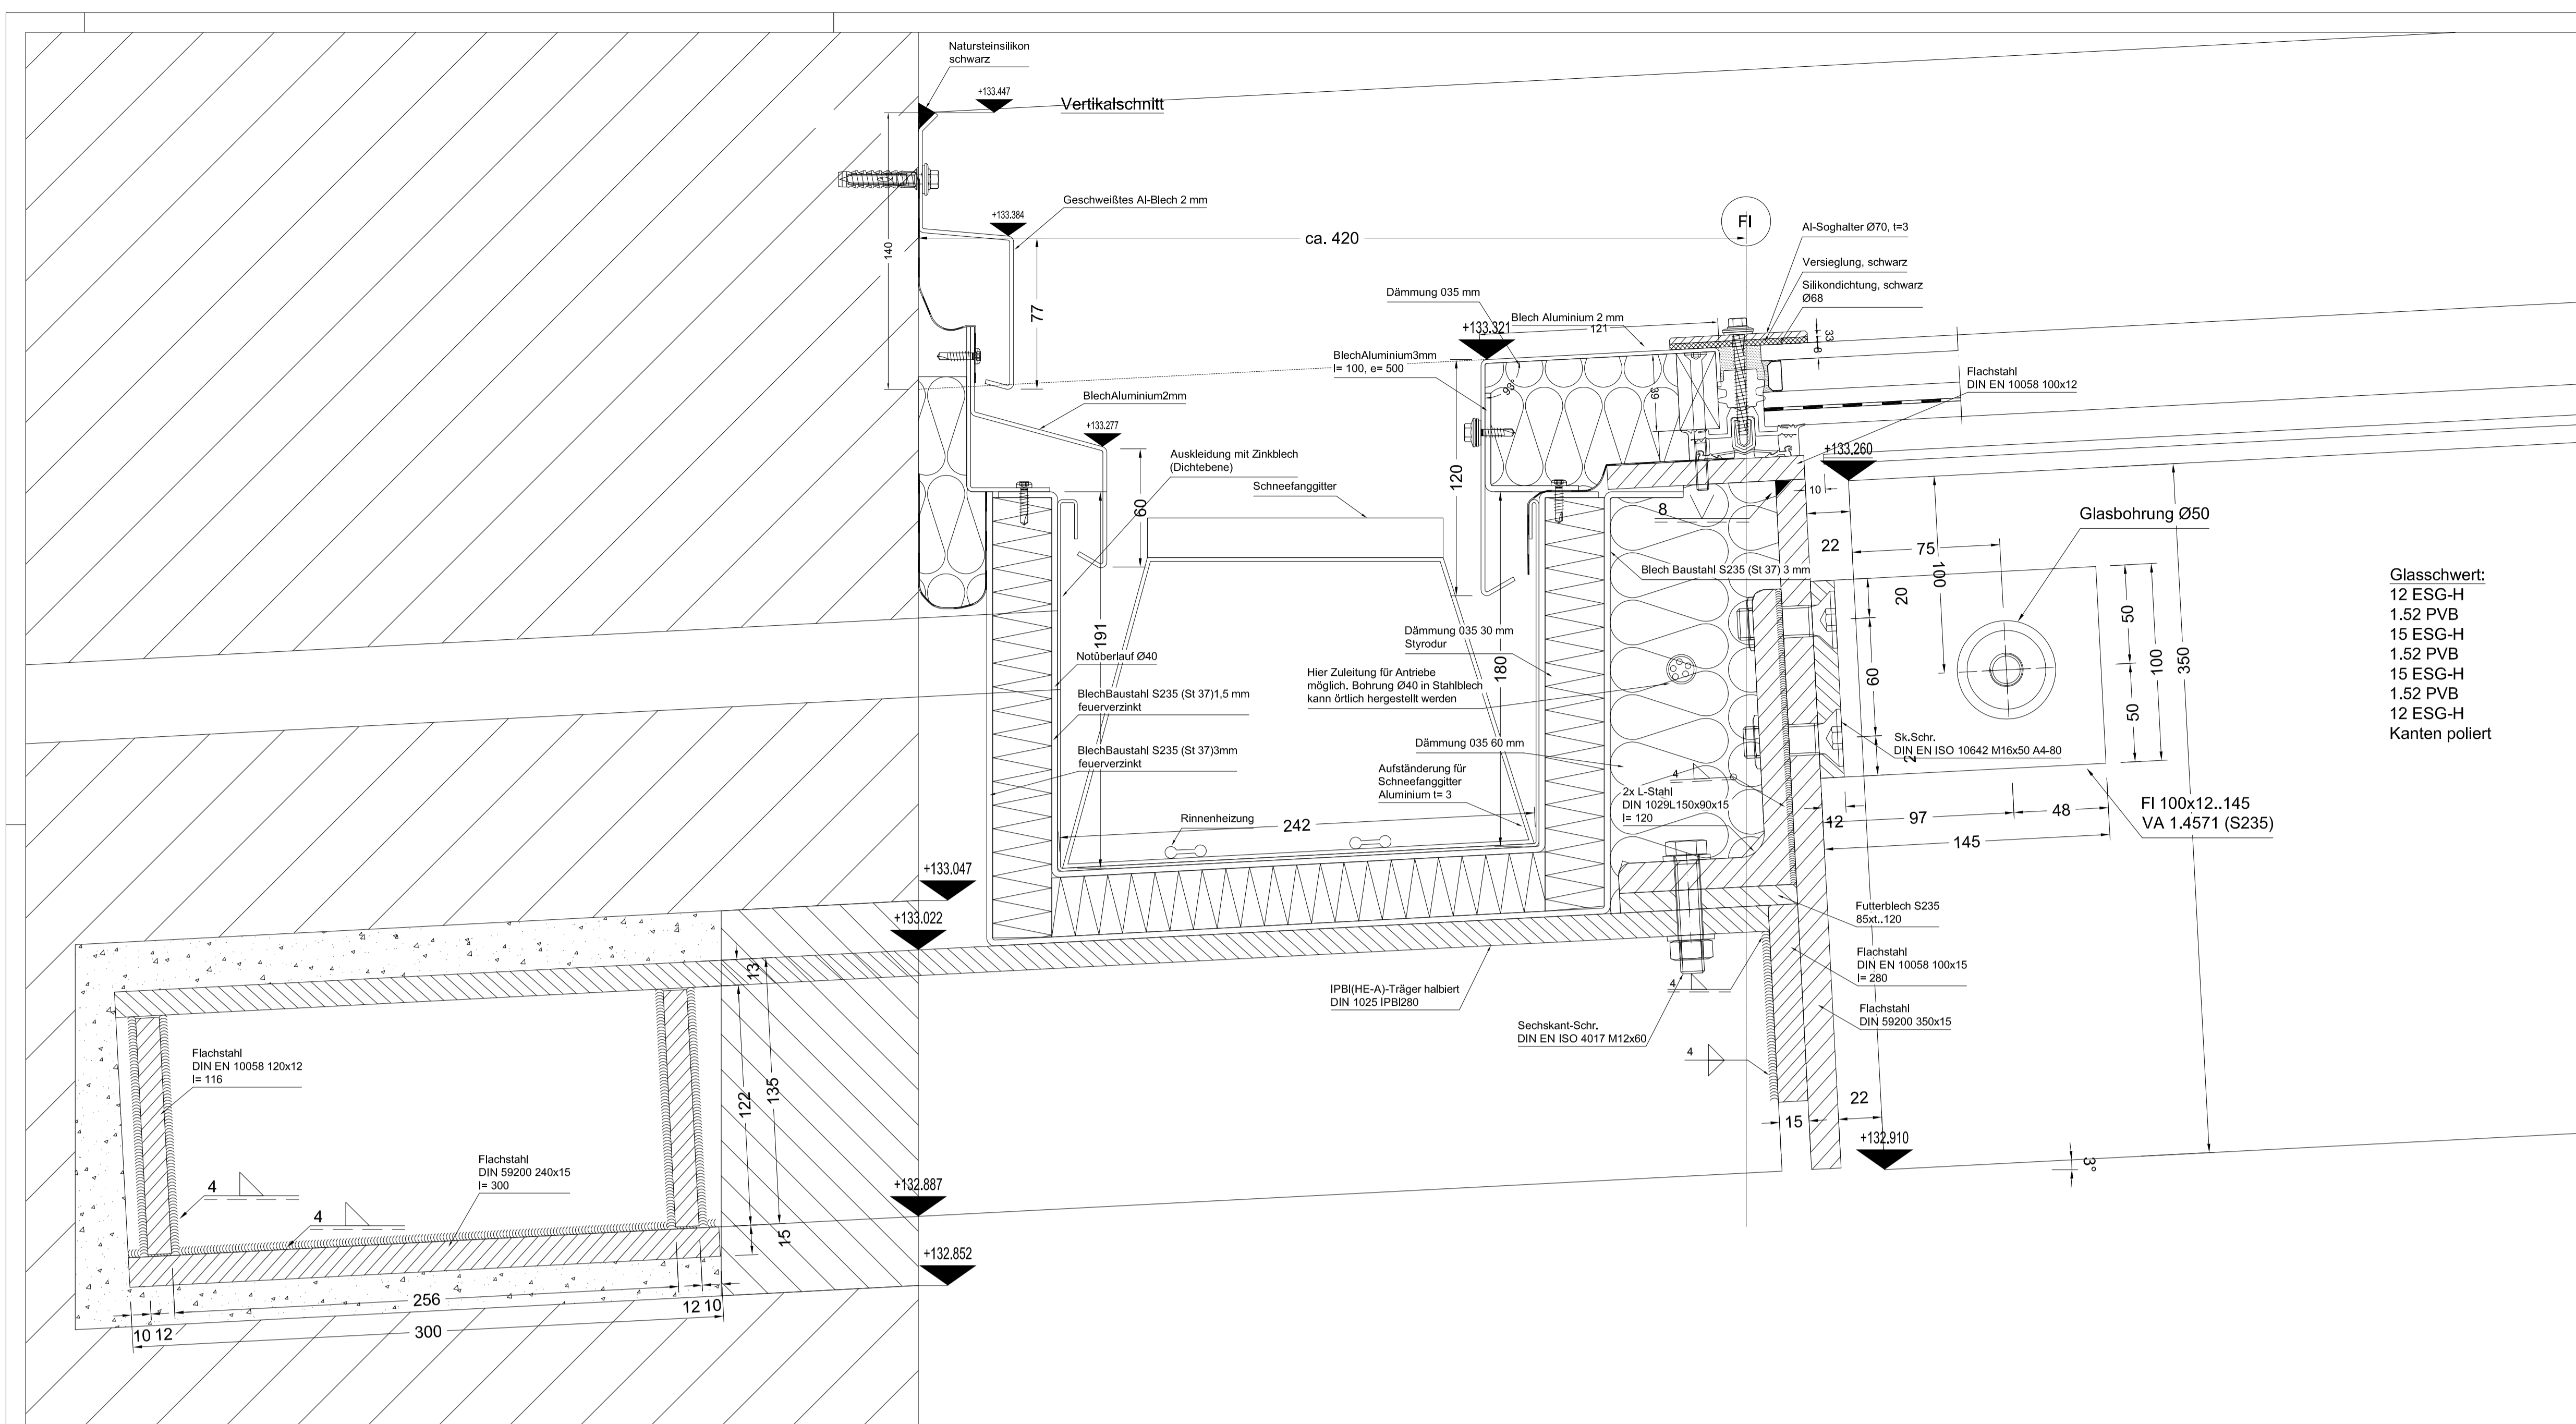 Natursteinsilikon
schwarz
+133.447
Vertikalschnitt
Geschweißtes Al-Blech 2 mm
+133.384
140
77
ca. 420
FI
Al-Soghalter Ø70, t=3
Versieglung, schwarz
Silikondichtung, schwarz
Ø68
Dämmung 035 mm
+133.321
Blech Aluminium 2 mm
121
33
8
BlechAluminium3mm
l= 100, e= 500
93°
39
Flachstahl
DIN EN 10058 100x12
BlechAluminium2mm
+133.277
+133.260
Auskleidung mit Zinkblech
(Dichtebene)
Schneefanggitter
60
120
8
10
22
75
100
Glasbohrung Ø50
Blech Baustahl S235 (St 37) 3 mm
Glasschwert:
12 ESG-H
1.52 PVB
15 ESG-H
1.52 PVB
15 ESG-H
1.52 PVB
12 ESG-H
Kanten poliert
20
60
50
50
100
350
191
180
Dämmung 035 30 mm
Styrodur
Notüberlauf Ø40
Hier Zuleitung für Antriebe
möglich. Bohrung Ø40 in Stahlblech
kann örtlich hergestellt werden
BlechBaustahl S235 (St 37)1,5 mm
feuerverzinkt
BlechBaustahl S235 (St 37)3mm
feuerverzinkt
Dämmung 035 60 mm
Sk.Schr.
DIN EN ISO 10642 M16x50 A4-80
Aufständerung für
Schneefanggitter
Aluminium t= 3
4
2x L-Stahl
DIN 1029L150x90x15
l= 120
Rinnenheizung
242
12
97
48
145
Fl 100x12..145
VA 1.4571 (S235)
+133.047
+133.022
Futterblech S235
85xt..120
Flachstahl
DIN EN 10058 100x15
l= 280
Flachstahl
DIN 59200 350x15
IPBl(HE-A)-Träger halbiert
DIN 1025 IPBl280
4
Sechskant-Schr.
DIN EN ISO 4017 M12x60
4
13
122
135
15
Flachstahl
DIN EN 10058 120x12
l= 116
Flachstahl
DIN 59200 240x15
l= 300
4
4
15
22
+132.910
3°
+132.887
+132.852
256
12 10
10 12
300